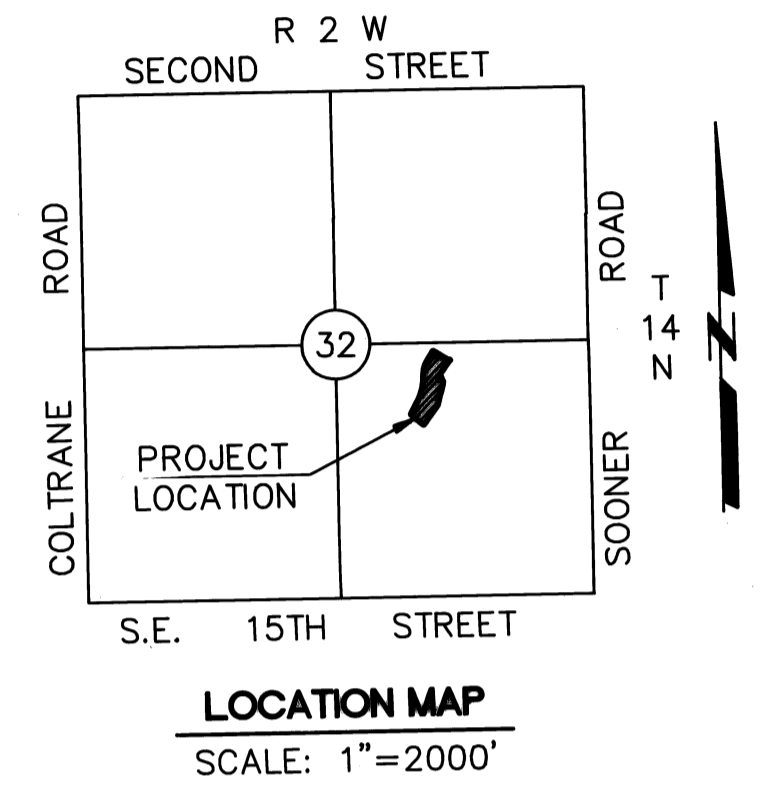 R 2 W
SECOND STREET
ROAD
ROAD
T
14
N
32
N
COLTRANE
SOONER
PROJECT
LOCATION
S.E. 15TH STREET
LOCATION MAP
SCALE: 1"=2000'